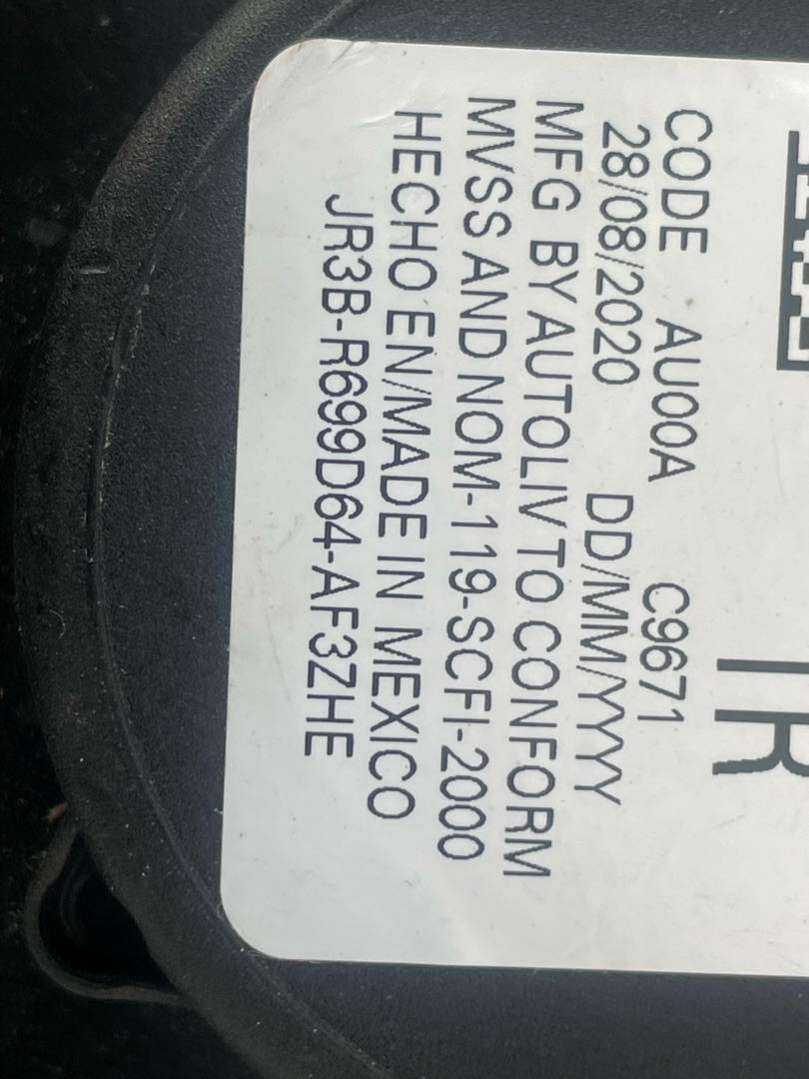 TR
CODE AU00A C9671
28/08/2020 DD/MM/YYYY
MFG BY AUTOLIV TO CONFORM
MVSS AND NOM-119-SCFI-2000
HECHO EN/MADE IN MEXICO
JR3B-R699D64-AF3ZHE